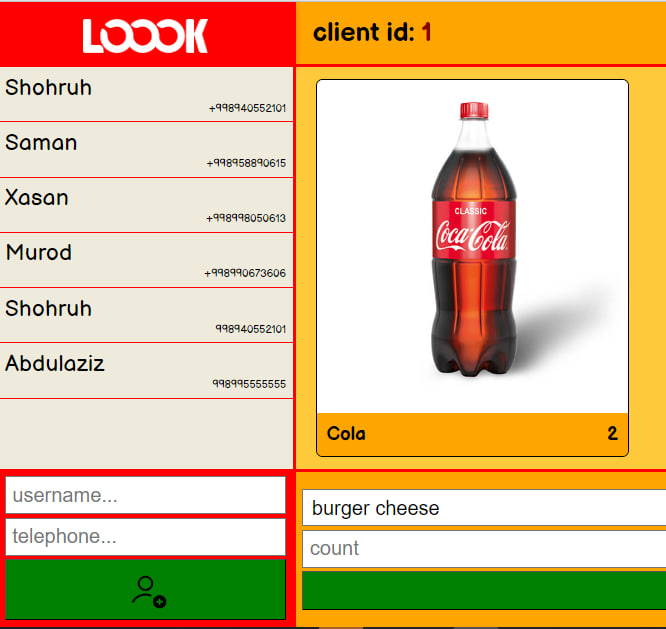 LOOOK
client id: 1
Shohruh
+998940552101
Saman
+998958890615
Xasan
+998998050613
Murod
+998990673606
Shohruh
998940552101
Abdulaziz
998995555555
CLASSIC
Coca-Cola
Cola 2
username...
telephone...
burger cheese
count